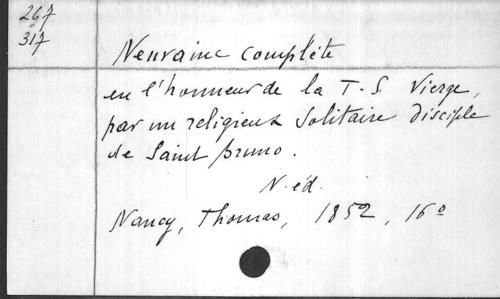 267
317
Neuvaine complète
en l'honneur de la T.S Vierge,
par un religieux solitaire disciple
de Saint Bruno.
N. éd.
Nancy, Thomas, 1852, 16º